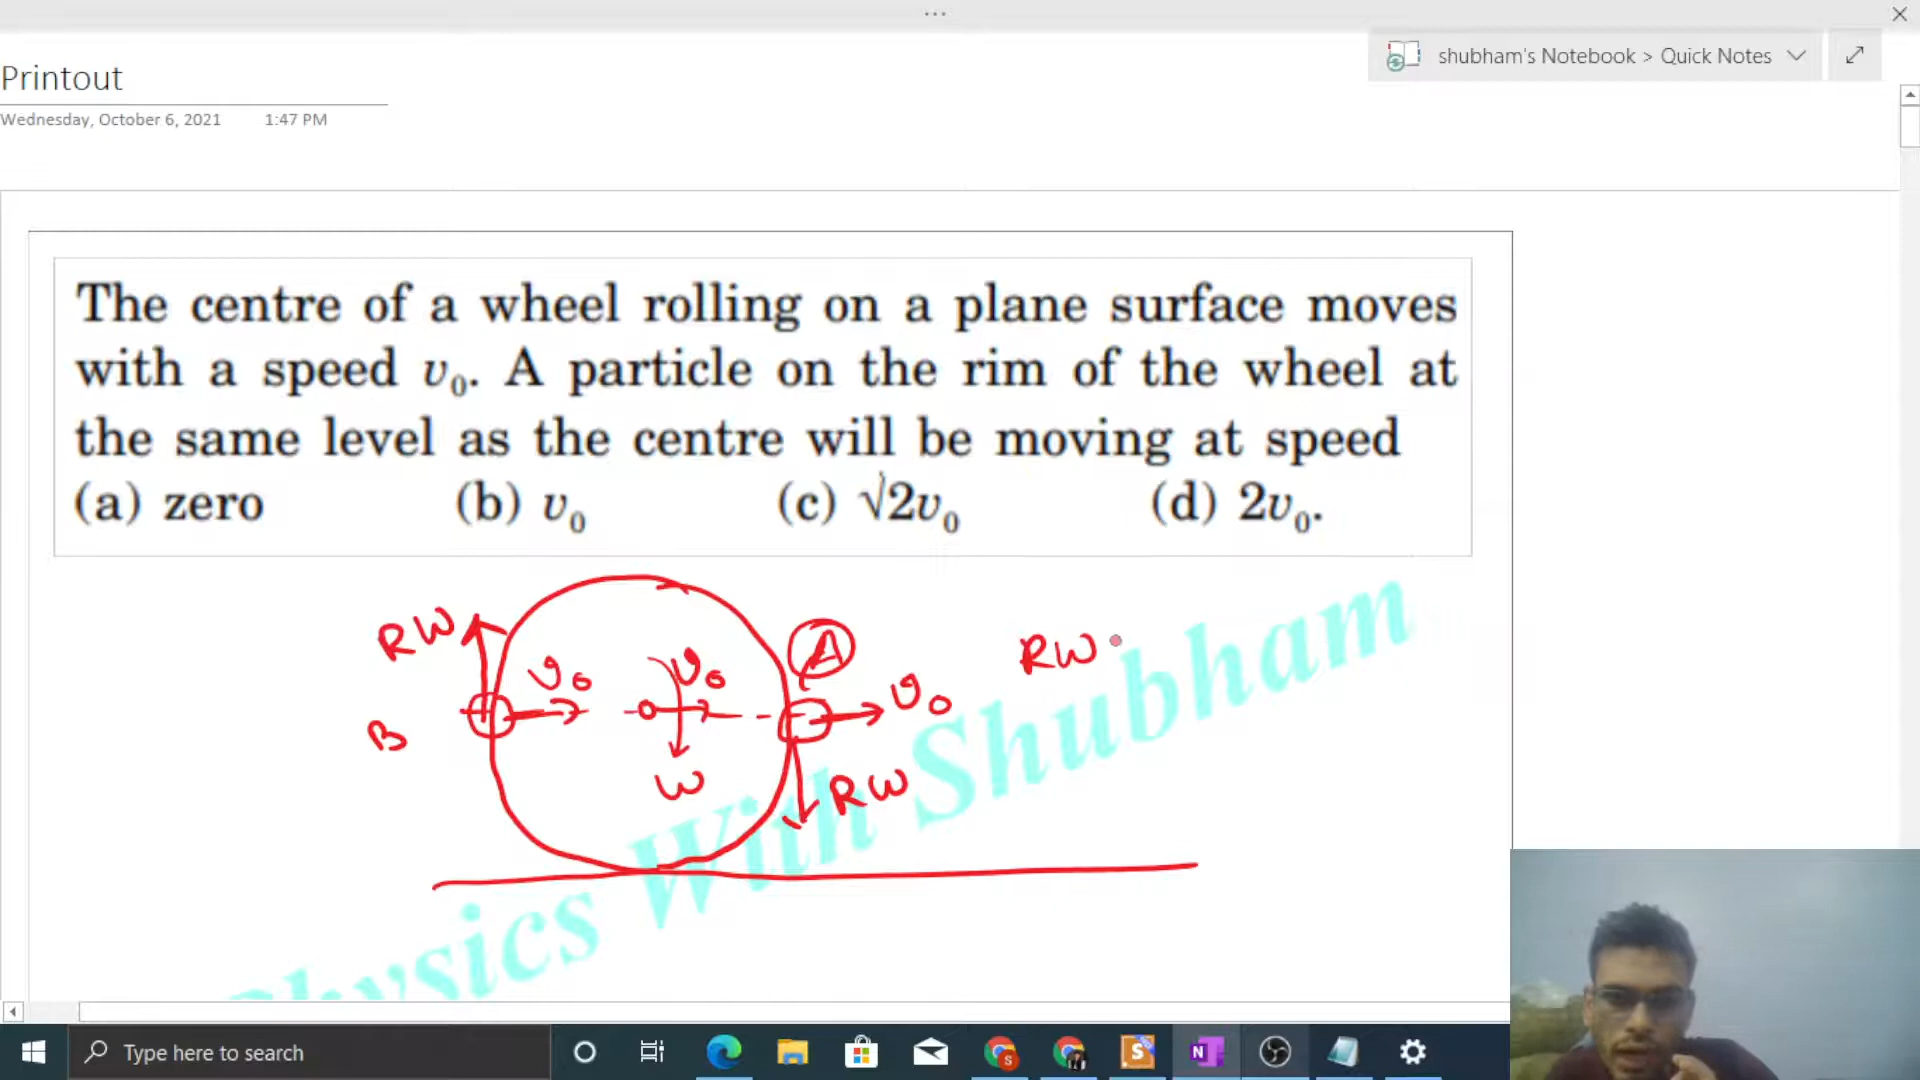 ...
shubham's Notebook > Quick Notes
Printout
Wednesday, October 6, 2021 1:47 PM
The centre of a wheel rolling on a plane surface moves
with a speed v₀. A particle on the rim of the wheel at
the same level as the centre will be moving at speed
(a) zero (b) v₀ (c) √2v₀ (d) 2v₀.
RW
A
RW
v₀
v₀
v₀
B
W
RW
Physics With Shubham
Type here to search